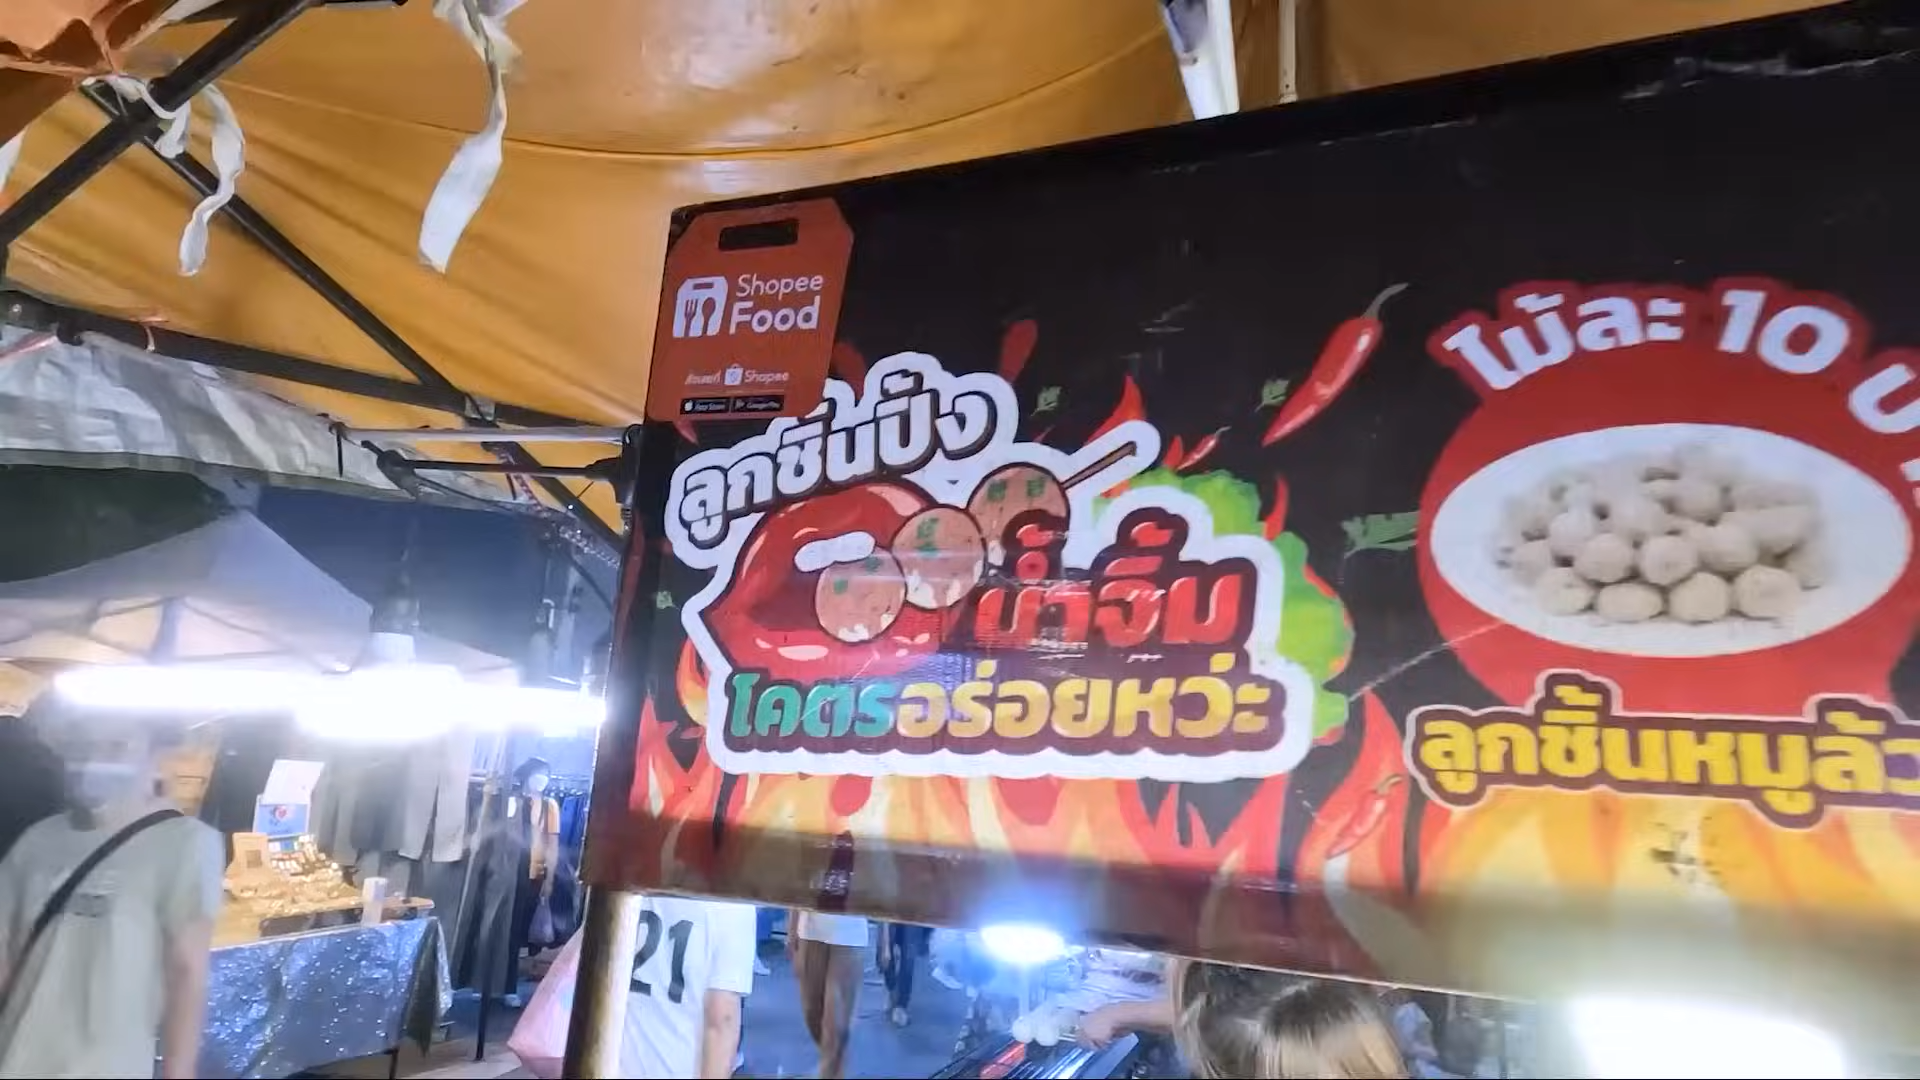 Shopee
Food
Shopee
ลูกชิ้นปิ้ง
น้ำจิ้ม
โคตรอร่อยหว่ะ
ไม้ละ 10
ลูกชิ้นหมูล้ว
21